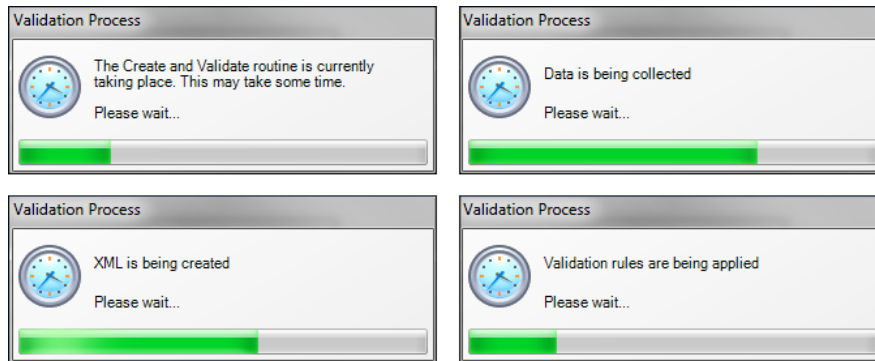 Validation Process
The Create and Validate routine is currently
taking place. This may take some time.
Please wait...
Validation Process
Data is being collected
Please wait...
Validation Process
XML is being created
Please wait...
Validation Process
Validation rules are being applied
Please wait...